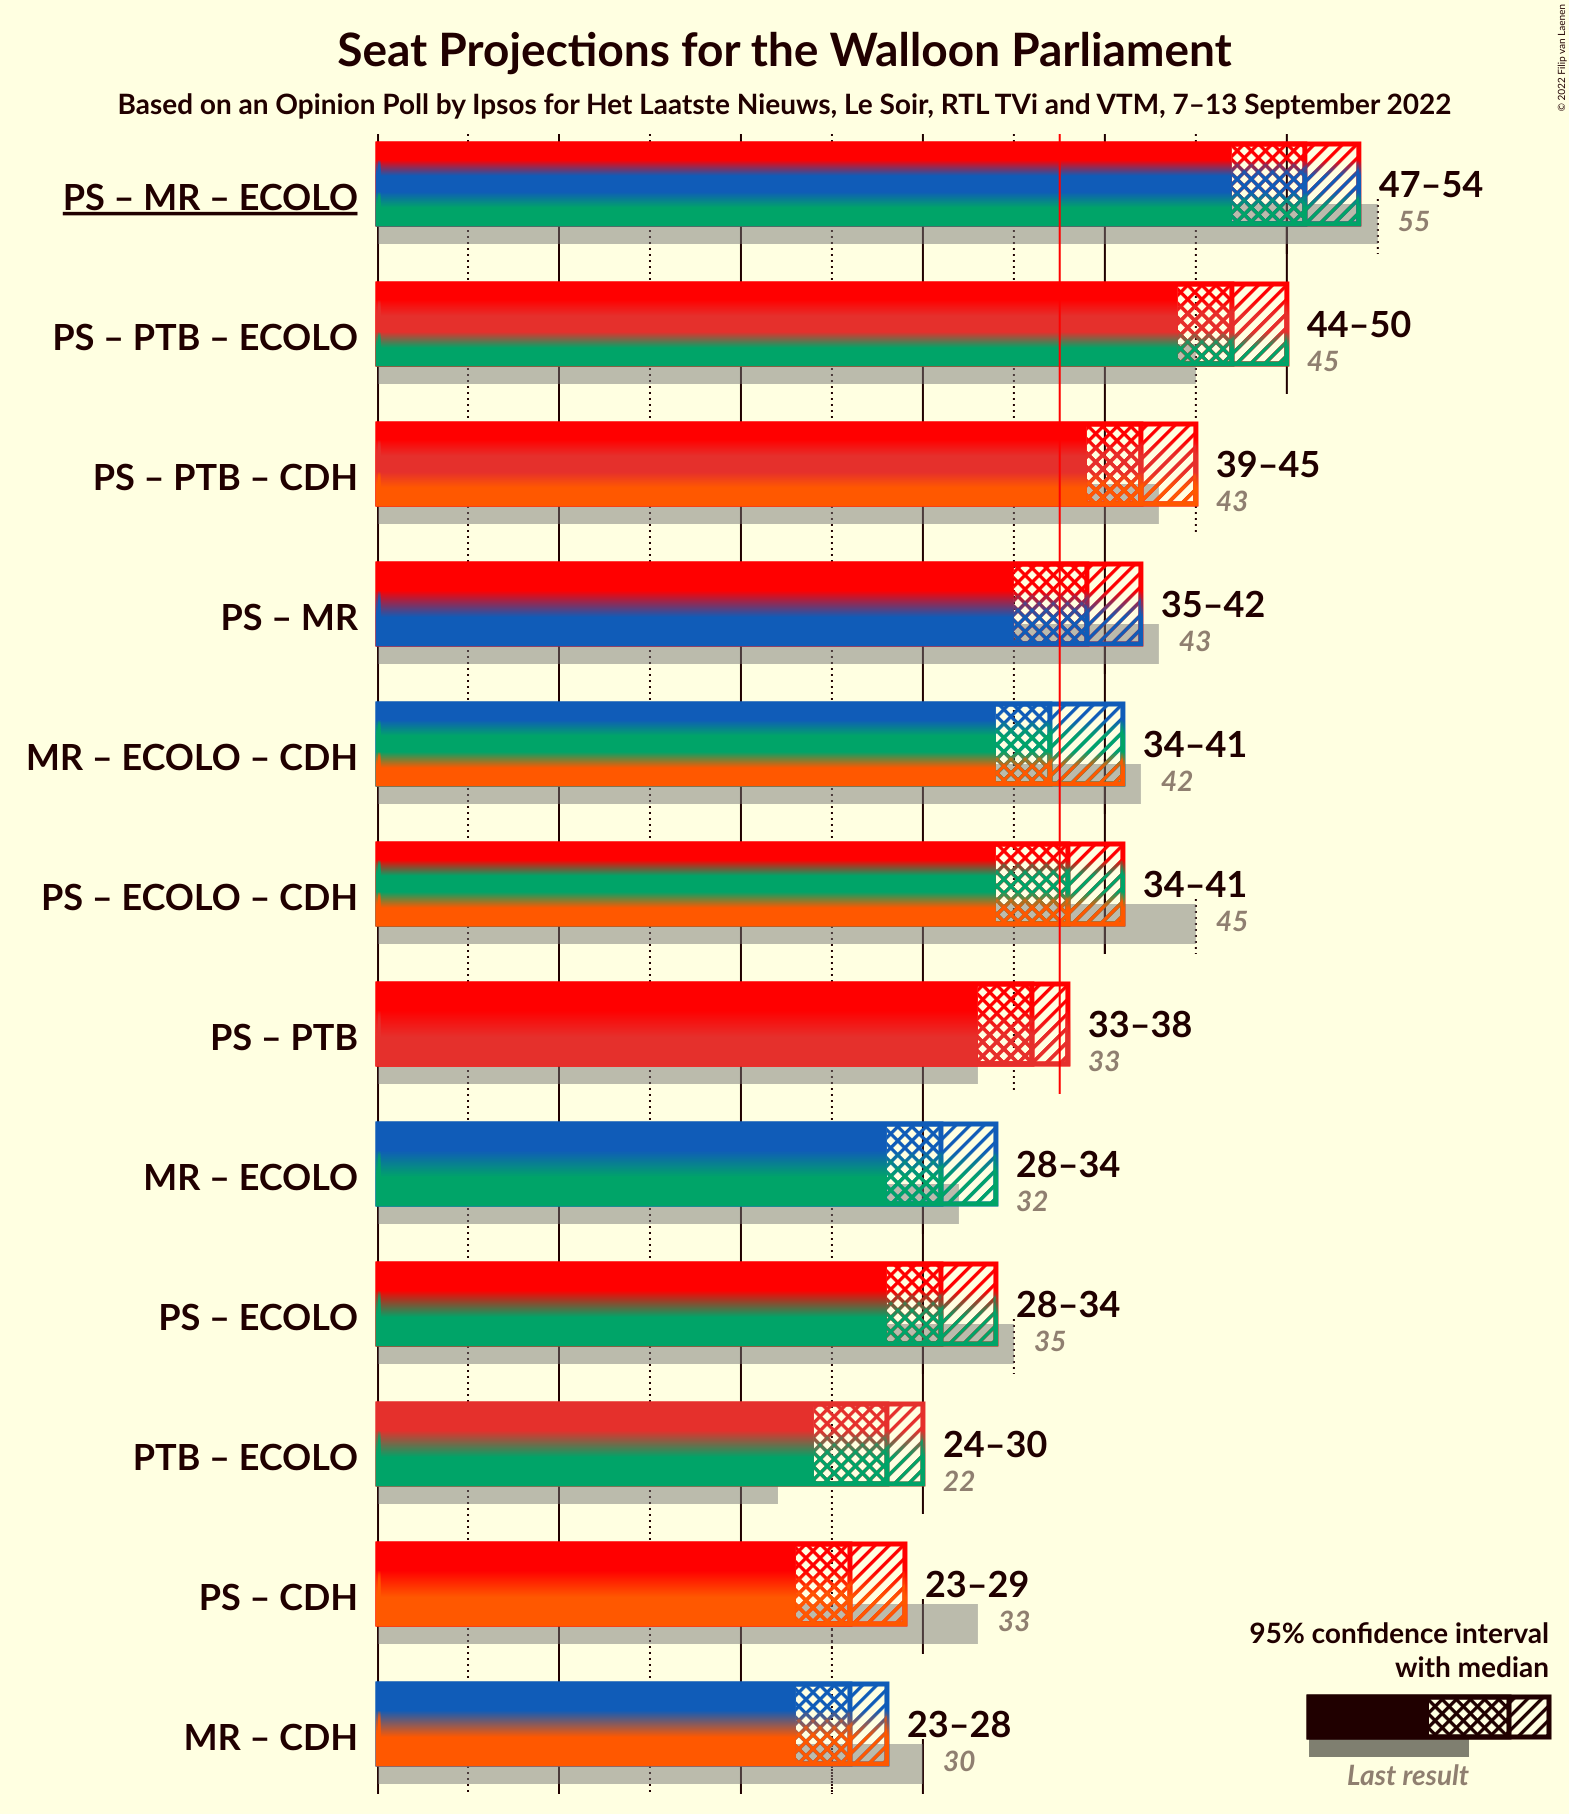 Seat Projections for the Walloon Parliament
Based on an Opinion Poll by Ipsos for Het Laatste Nieuws, Le Soir, RTL TVi and VTM, 7–13 September 2022
© 2022 Filip van Laenen
PS – MR – ECOLO
47–54
55
PS – PTB – ECOLO
44–50
45
PS – PTB – CDH
39–45
43
PS – MR
35–42
43
MR – ECOLO – CDH
34–41
42
PS – ECOLO – CDH
34–41
45
PS – PTB
33–38
33
MR – ECOLO
28–34
32
PS – ECOLO
28–34
35
PTB – ECOLO
24–30
22
PS – CDH
23–29
33
MR – CDH
23–28
30
95% confidence interval
with median
Last result